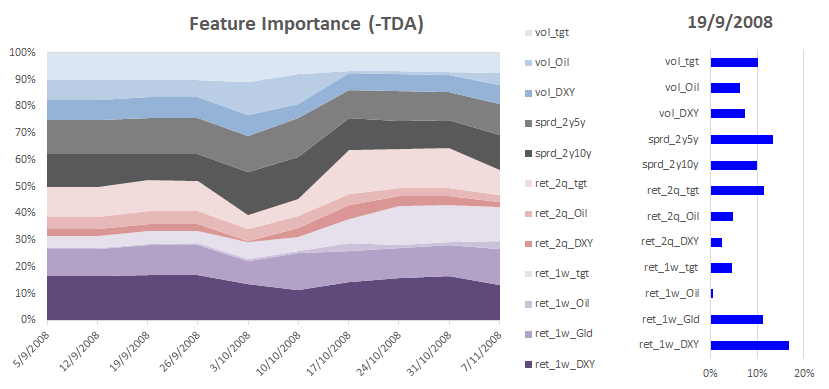 Feature Importance (-TDA)
100%
90%
80%
70%
60%
50%
40%
30%
20%
10%
0%
5/9/2008
12/9/2008
19/9/2008
26/9/2008
3/10/2008
10/10/2008
17/10/2008
24/10/2008
31/10/2008
7/11/2008
vol_tgt
vol_Oil
vol_DXY
sprd_2y5y
sprd_2y10y
ret_2q_tgt
ret_2q_Oil
ret_2q_DXY
ret_1w_tgt
ret_1w_Oil
ret_1w_Gld
ret_1w_DXY
19/9/2008
vol_tgt
vol_Oil
vol_DXY
sprd_2y5y
sprd_2y10y
ret_2q_tgt
ret_2q_Oil
ret_2q_DXY
ret_1w_tgt
ret_1w_Oil
ret_1w_Gld
ret_1w_DXY
0%
10%
20%